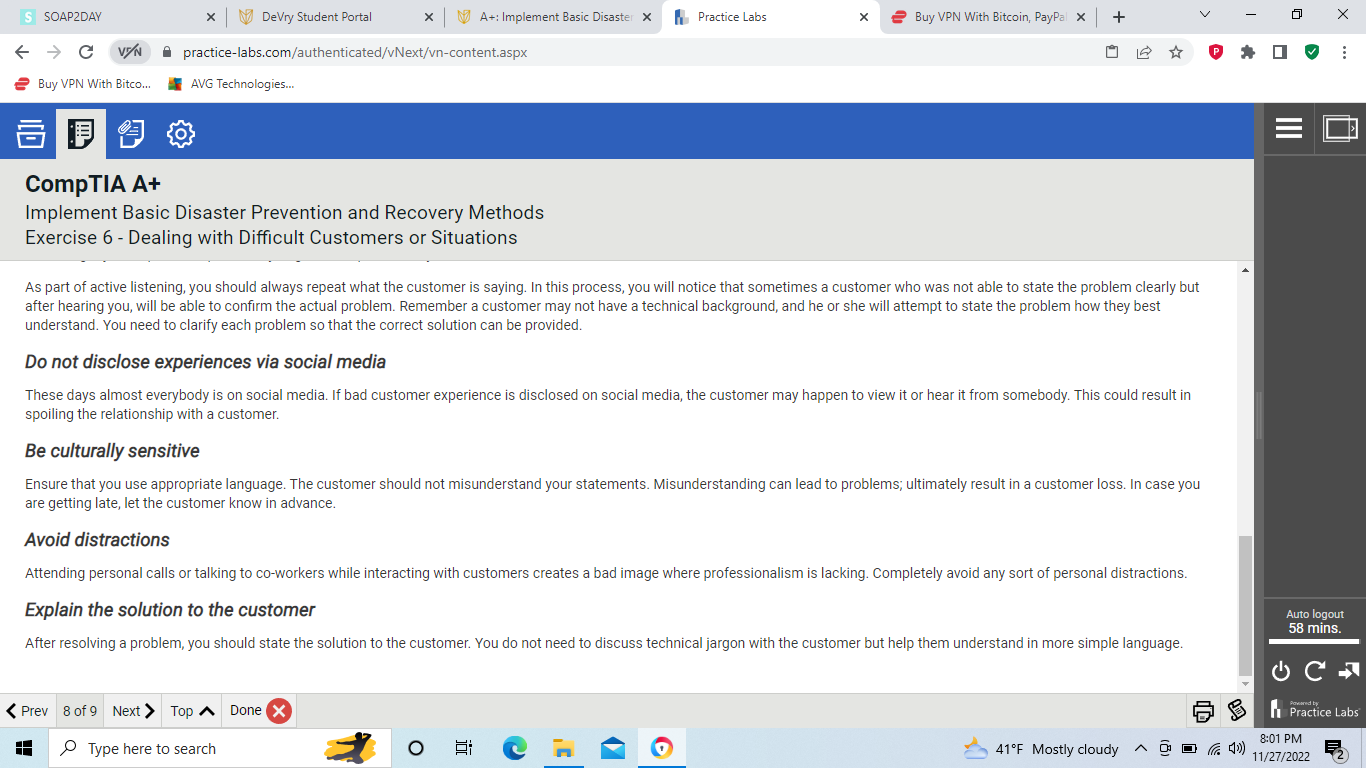 SOAP2DAY
DeVry Student Portal
A+: Implement Basic Disaster
Practice Labs
Buy VPN With Bitcoin, PayPal
VPN
practice-labs.com/authenticated/vNext/vn-content.aspx
Buy VPN With Bitco...
AVG Technologies...
CompTIA A+
Implement Basic Disaster Prevention and Recovery Methods
Exercise 6 - Dealing with Difficult Customers or Situations
As part of active listening, you should always repeat what the customer is saying. In this process, you will notice that sometimes a customer who was not able to state the problem clearly but
after hearing you, will be able to confirm the actual problem. Remember a customer may not have a technical background, and he or she will attempt to state the problem how they best
understand. You need to clarify each problem so that the correct solution can be provided.
Do not disclose experiences via social media
These days almost everybody is on social media. If bad customer experience is disclosed on social media, the customer may happen to view it or hear it from somebody. This could result in
spoiling the relationship with a customer.
Be culturally sensitive
Ensure that you use appropriate language. The customer should not misunderstand your statements. Misunderstanding can lead to problems; ultimately result in a customer loss. In case you
are getting late, let the customer know in advance.
Avoid distractions
Attending personal calls or talking to co-workers while interacting with customers creates a bad image where professionalism is lacking. Completely avoid any sort of personal distractions.
Explain the solution to the customer
After resolving a problem, you should state the solution to the customer. You do not need to discuss technical jargon with the customer but help them understand in more simple language.
Auto logout
58 mins.
Powered by
Practice Labs
Prev
8 of 9
Next
Top
Done
Type here to search
41°F Mostly cloudy
8:01 PM
11/27/2022
2